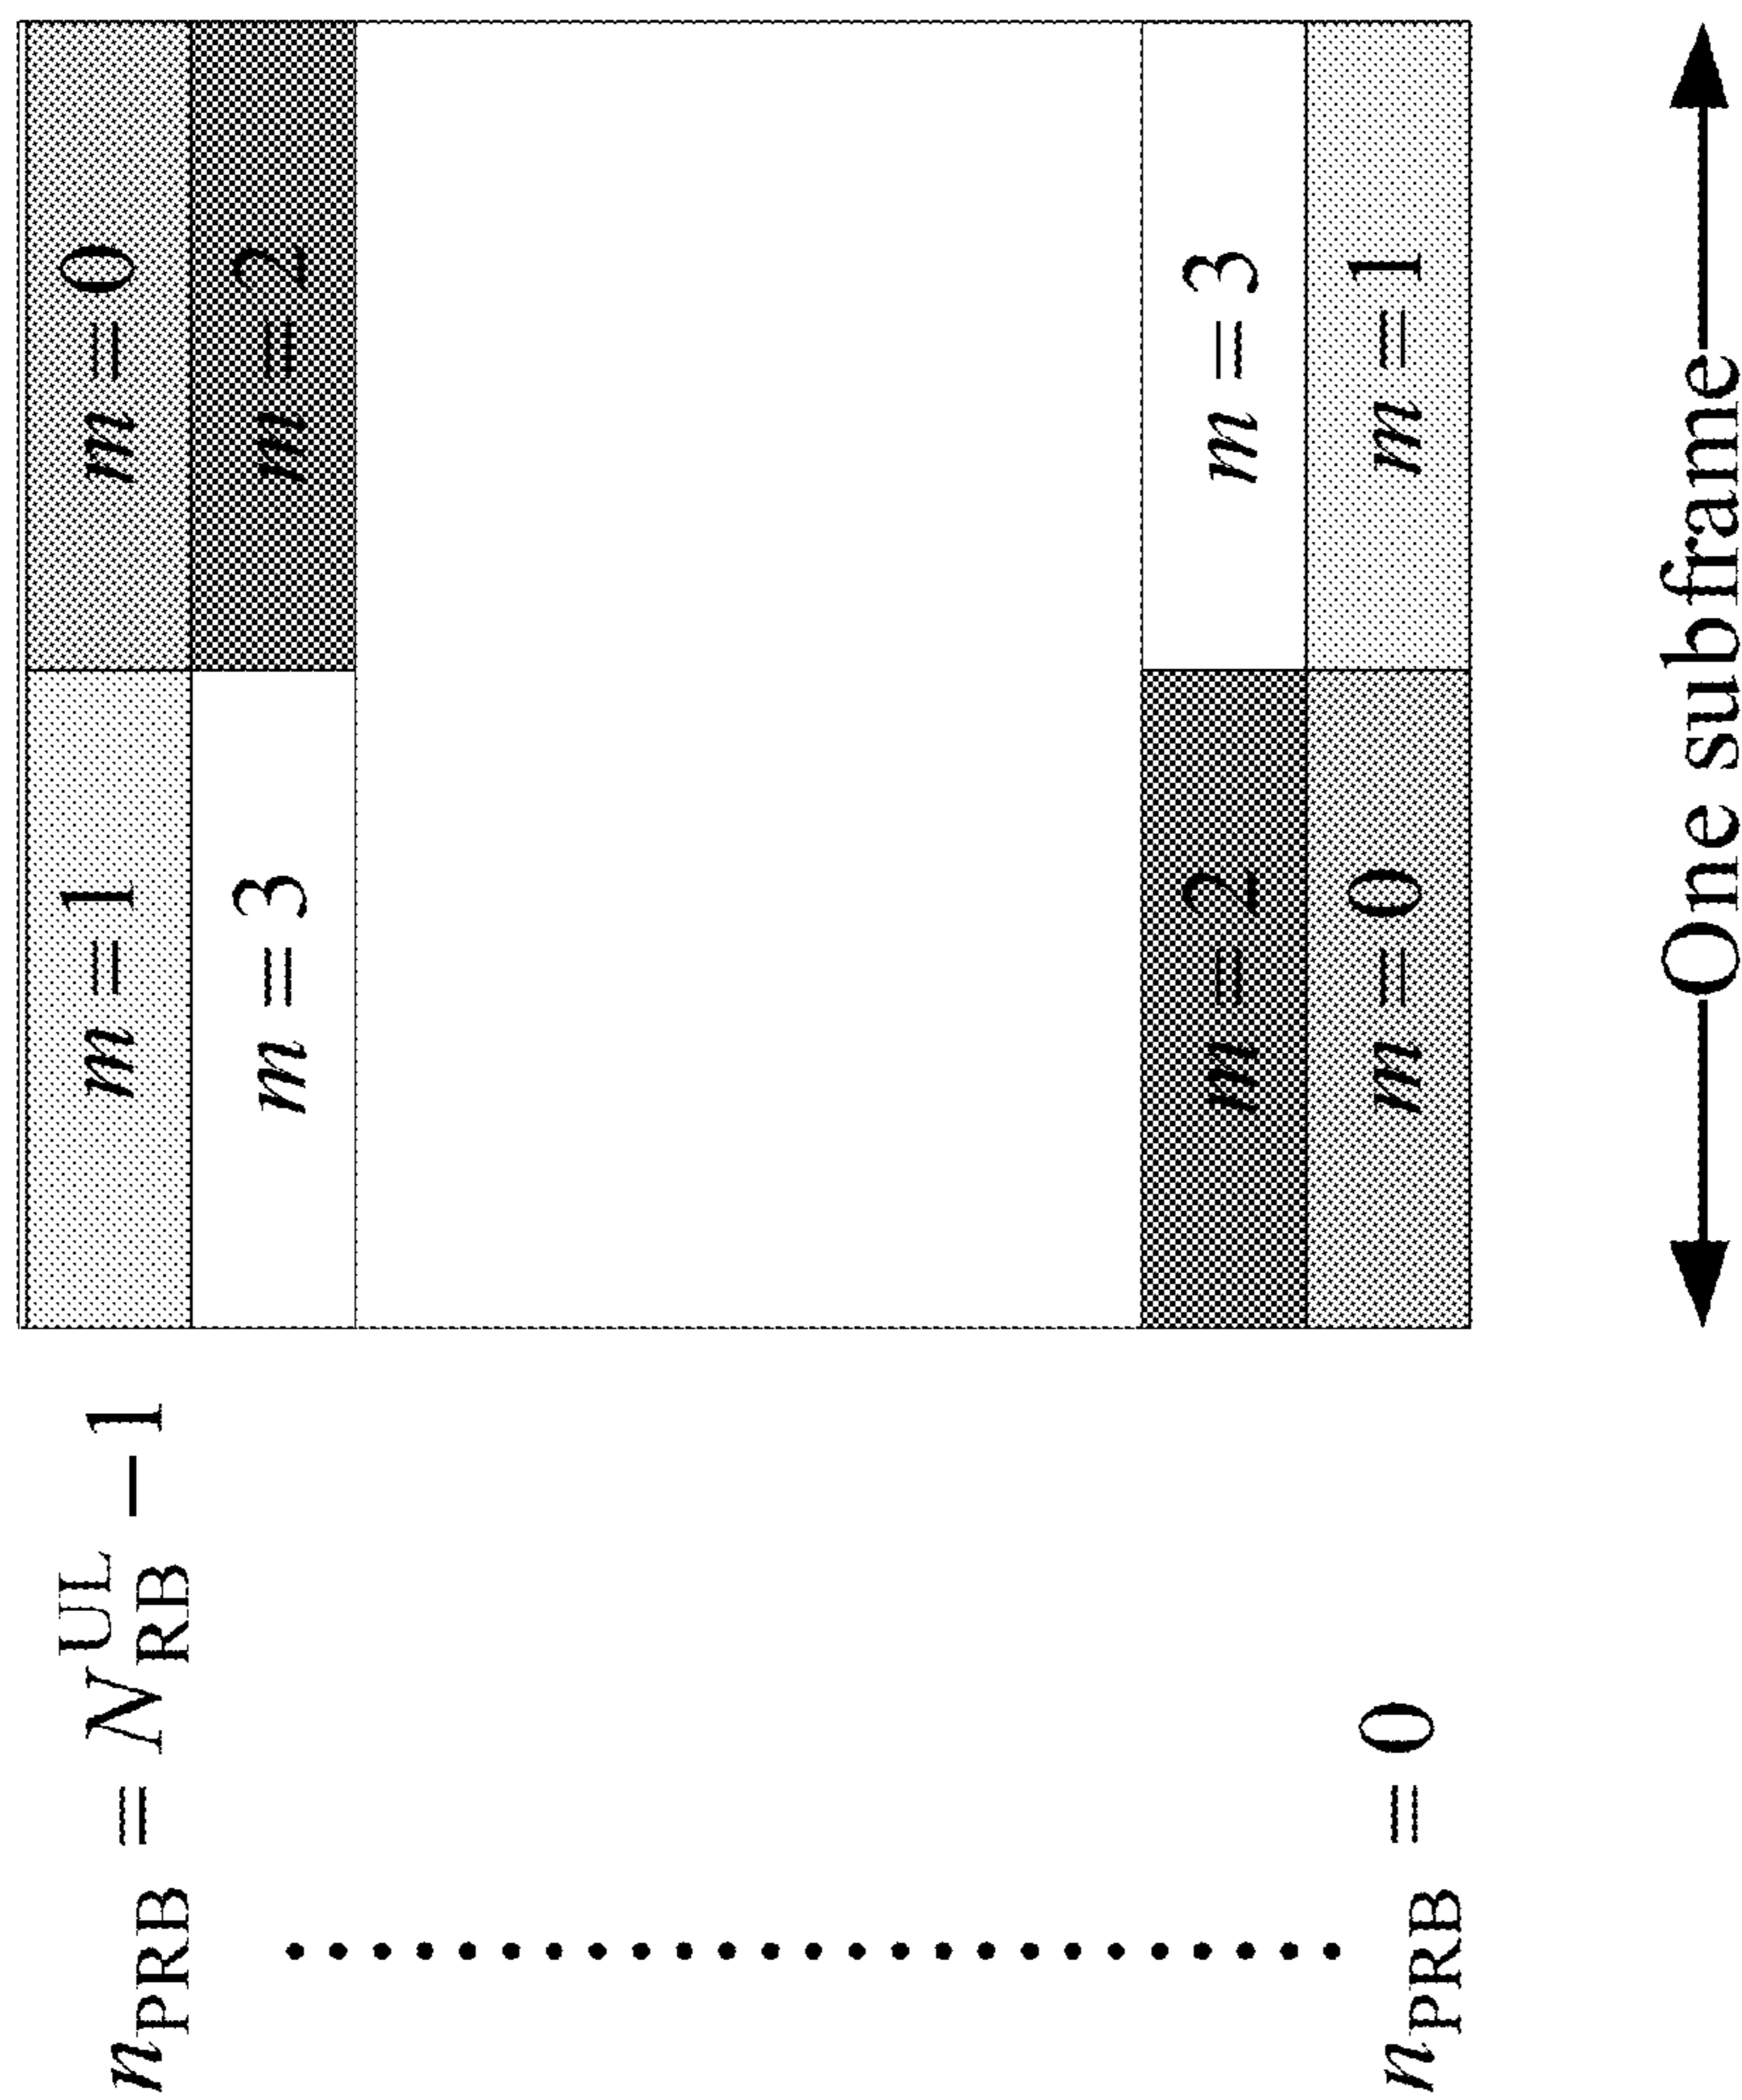 n_PRB = N_RB^UL − 1
m = 1 m = 0
m = 3 m = 2
m = 2 m = 3
n_PRB = 0 m = 0 m = 1
One subframe